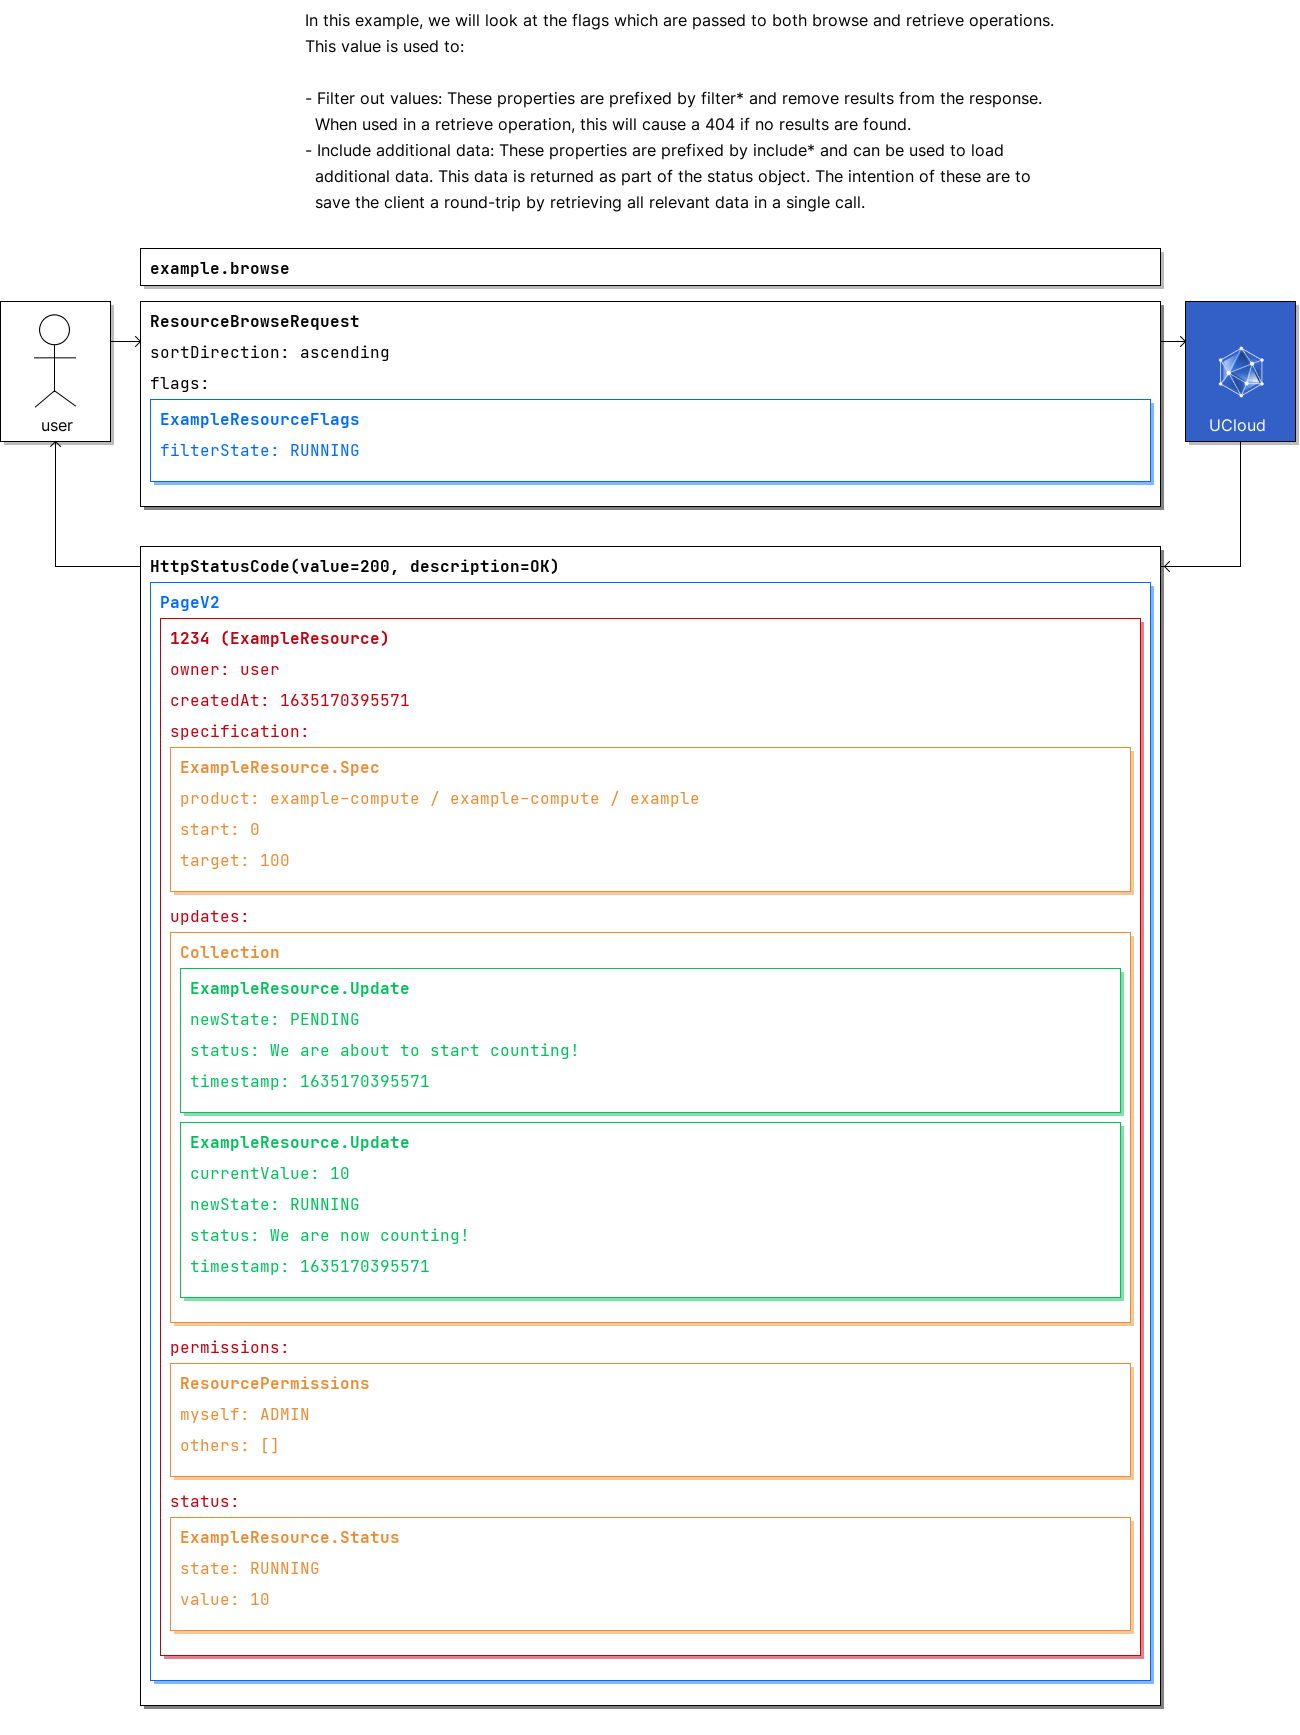 In this example, we will look at the flags which are passed to both browse and retrieve operations.
This value is used to:
- Filter out values: These properties are prefixed by filter* and remove results from the response.
When used in a retrieve operation, this will cause a 404 if no results are found.
- Include additional data: These properties are prefixed by include* and can be used to load
additional data. This data is returned as part of the status object. The intention of these are to
save the client a round-trip by retrieving all relevant data in a single call.
example.browse
user
ResourceBrowseRequest
sortDirection: ascending
flags:
ExampleResourceFlags
filterState: RUNNING
UCloud
HttpStatusCode(value=200, description=OK)
PageV2
1234 (ExampleResource)
owner: user
createdAt: 1635170395571
specification:
ExampleResource.Spec
product: example-compute / example-compute / example
start: 0
target: 100
updates:
Collection
ExampleResource.Update
newState: PENDING
status: We are about to start counting!
timestamp: 1635170395571
ExampleResource.Update
currentValue: 10
newState: RUNNING
status: We are now counting!
timestamp: 1635170395571
permissions:
ResourcePermissions
myself: ADMIN
others: []
status:
ExampleResource.Status
state: RUNNING
value: 10